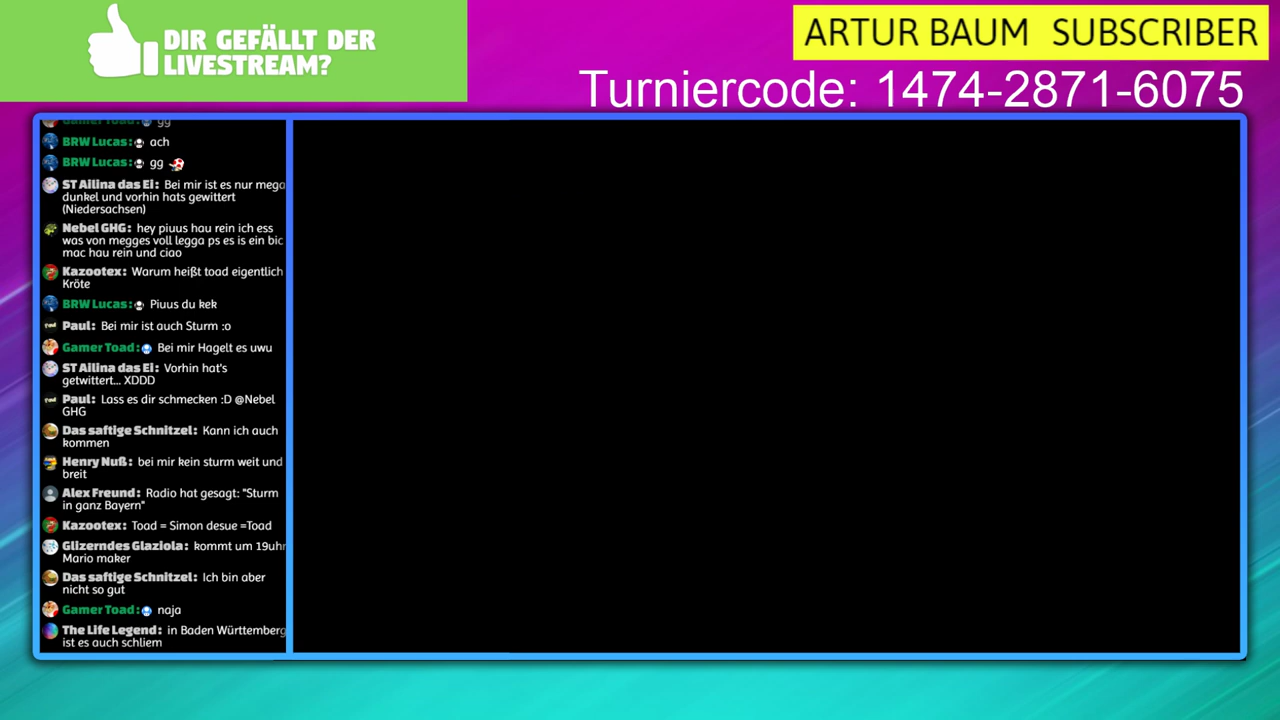 DIR GEFÄLLT DER
LIVESTREAM?
ARTUR BAUM SUBSCRIBER
Turniercode: 1474-2871-6075
Gamer Toad: gg
BRW Lucas: ach
BRW Lucas: gg
ST Ailina das Ei: Bei mir ist es nur mega
dunkel und vorhin hats gewittert
(Niedersachsen)
Nebel GHG: hey piuus hau rein ich ess
was von megges voll legga ps es is ein bic
mac hau rein und ciao
Kazootex: Warum heißt toad eigentlich
Kröte
BRW Lucas: Piuus du kek
Paul: Bei mir ist auch Sturm :o
Gamer Toad: Bei mir Hagelt es uwu
ST Ailina das Ei: Vorhin hat's
getwittert... XDDD
Paul: Lass es dir schmecken :D @Nebel
GHG
Das saftige Schnitzel: Kann ich auch
kommen
Henry Nuß: bei mir kein sturm weit und
breit
Alex Freund: Radio hat gesagt: "Sturm
in ganz Bayern"
Kazootex: Toad = Simon desue =Toad
Glizerndes Glaziola: kommt um 19uhr
Mario maker
Das saftige Schnitzel: Ich bin aber
nicht so gut
Gamer Toad: naja
The Life Legend: in Baden Württemberg
ist es auch schliem